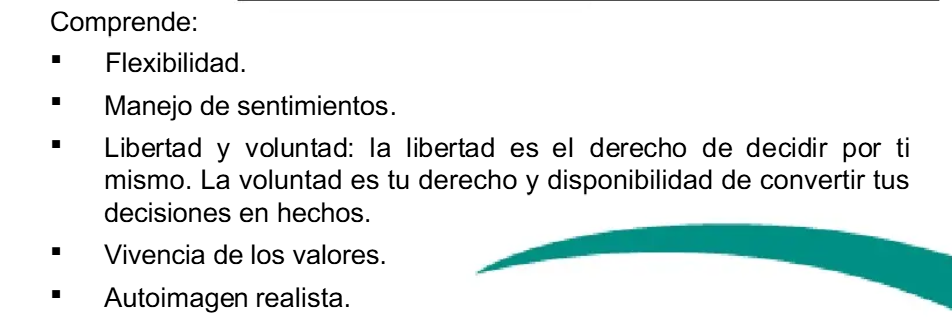 Comprende:
▪ Flexibilidad.
▪ Manejo de sentimientos.
▪ Libertad y voluntad: la libertad es el derecho de decidir por ti
mismo. La voluntad es tu derecho y disponibilidad de convertir tus
decisiones en hechos.
▪ Vivencia de los valores.
▪ Autoimagen realista.